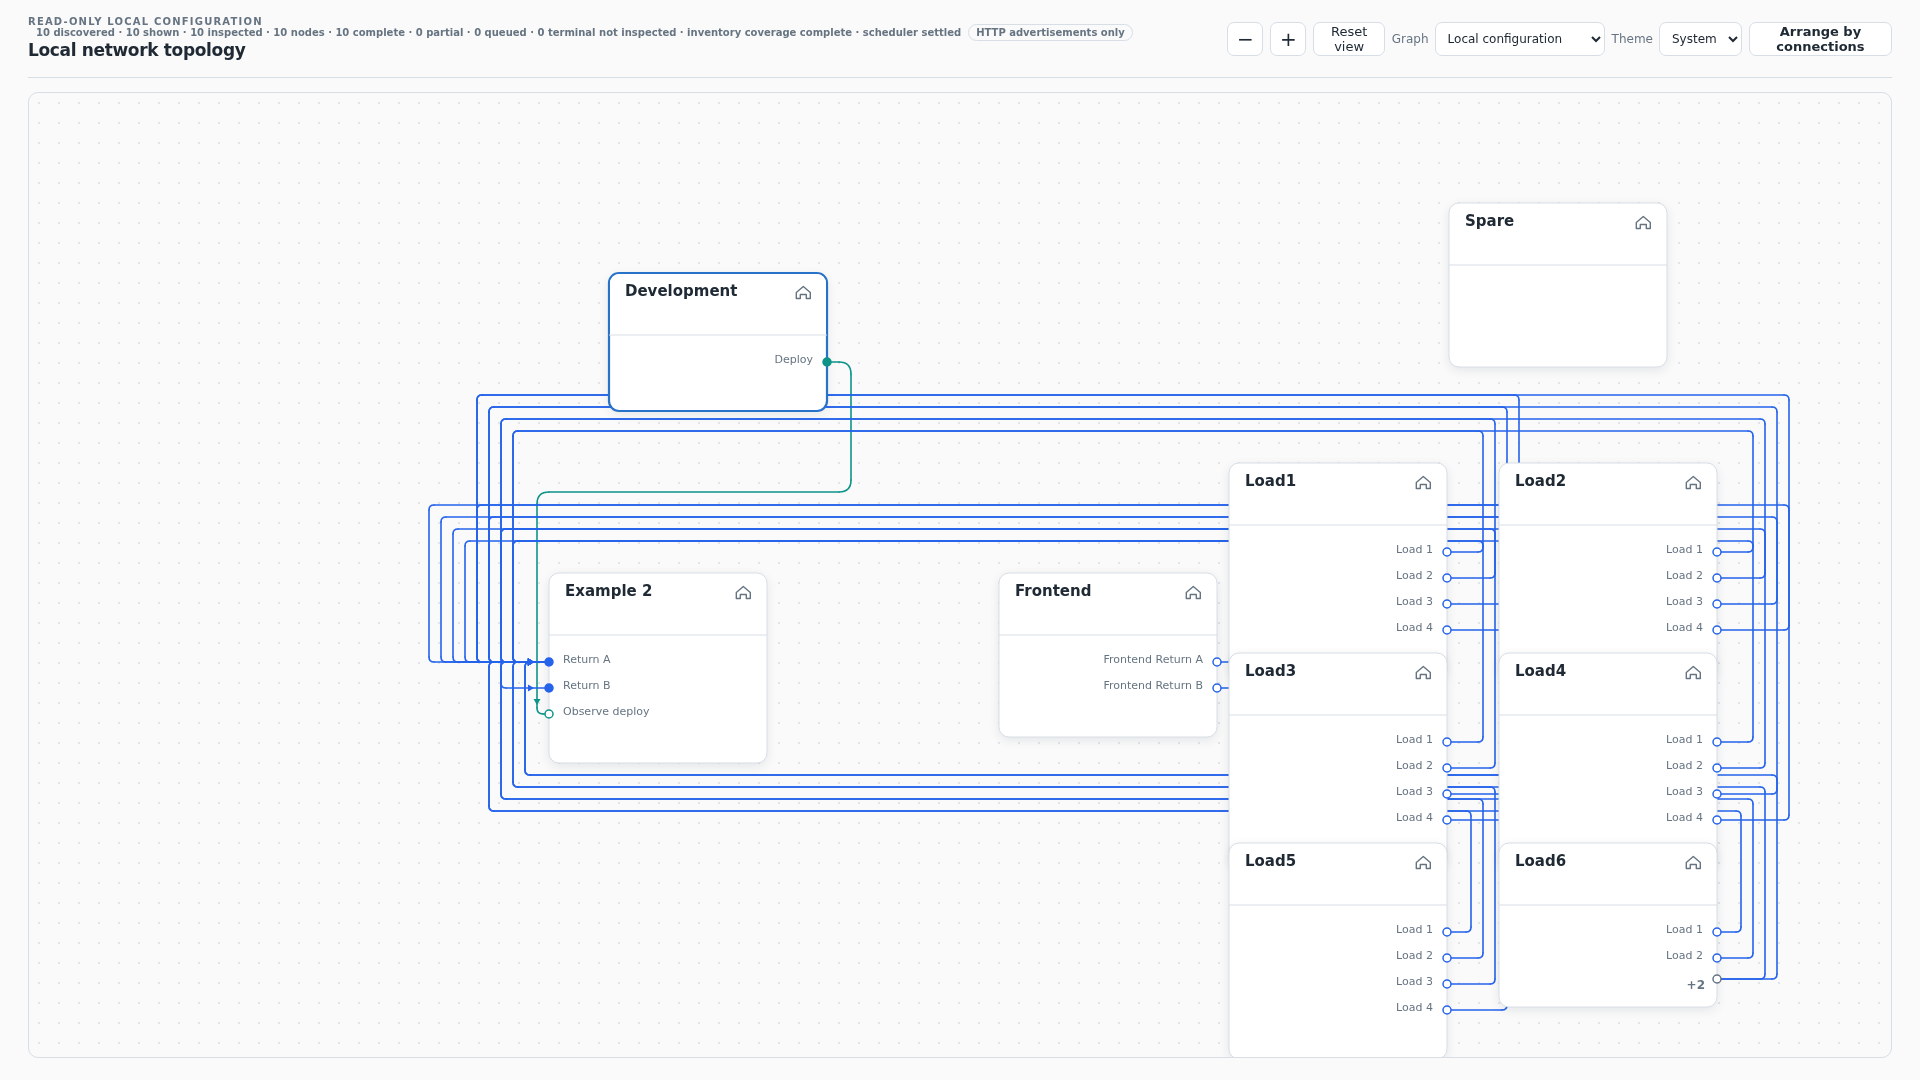 READ-ONLY LOCAL CONFIGURATION
10 discovered · 10 shown · 10 inspected · 10 nodes · 10 complete · 0 partial · 0 queued · 0 terminal not inspected · inventory coverage complete · scheduler settled
HTTP advertisements only
Local network topology
−
+
Reset view
Graph
Local configuration
Theme
System
Arrange by connections
Spare
Development
Deploy
Load1
Load 1
Load 2
Load 3
Load 4
Load2
Load 1
Load 2
Load 3
Load 4
Example 2
Return A
Return B
Observe deploy
Frontend
Frontend Return A
Frontend Return B
Load3
Load 1
Load 2
Load 3
Load 4
Load4
Load 1
Load 2
Load 3
Load 4
Load5
Load 1
Load 2
Load 3
Load 4
Load6
Load 1
Load 2
+2